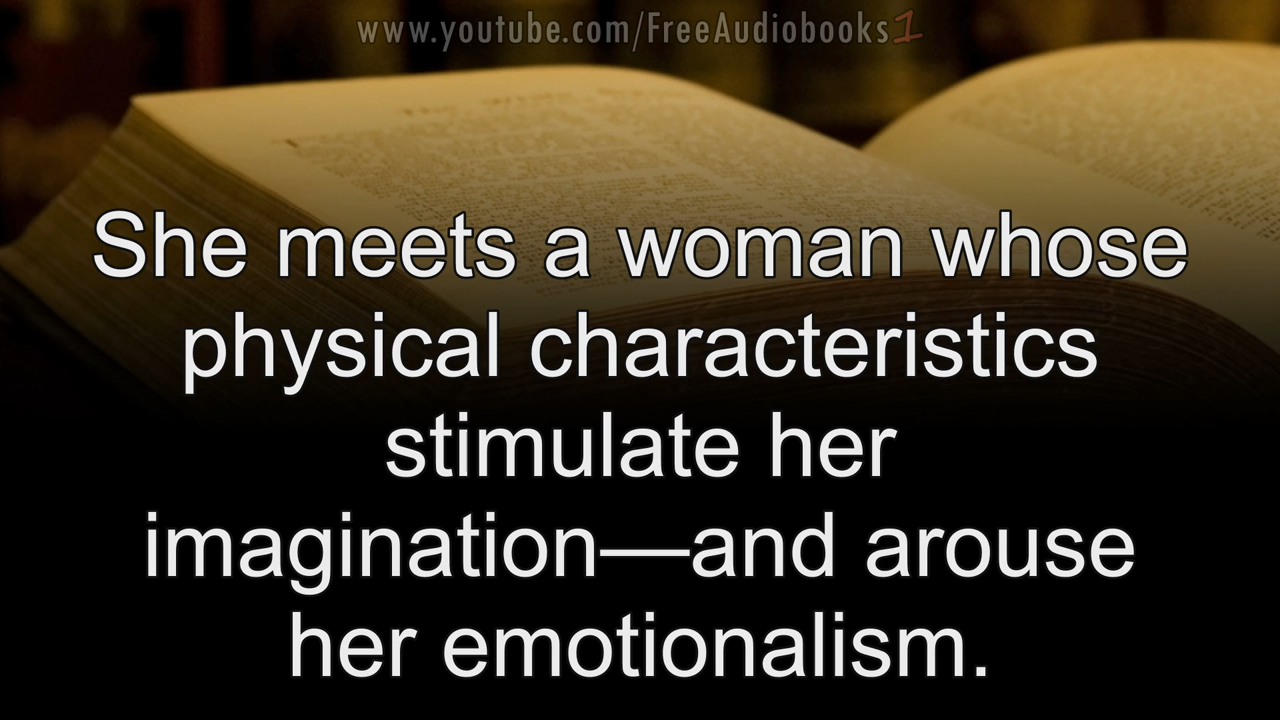 www.youtube.com/FreeAudiobooks1
She meets a woman whose
physical characteristics
stimulate her
imagination—and arouse
her emotionalism.